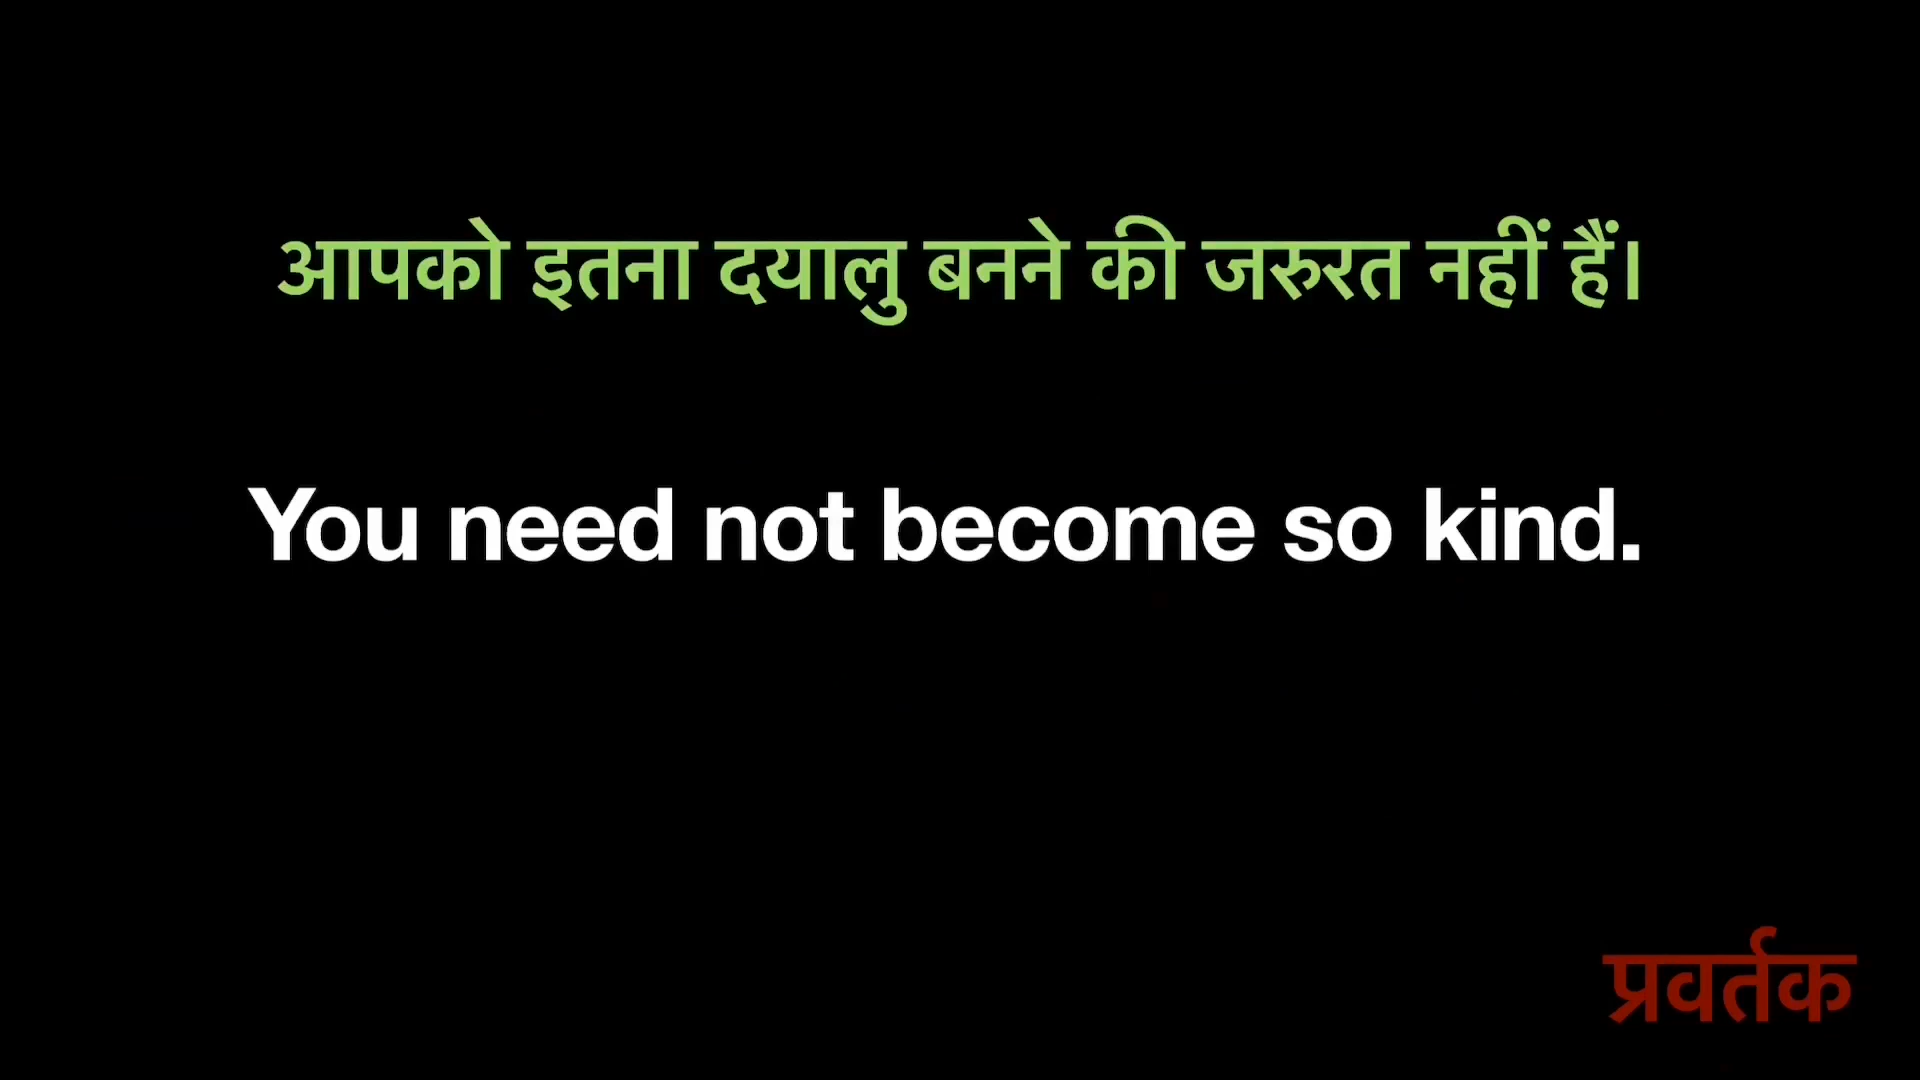 आपको इतना दयालु बनने की जरुरत नहीं हैं।
You need not become so kind.
प्रवर्तक